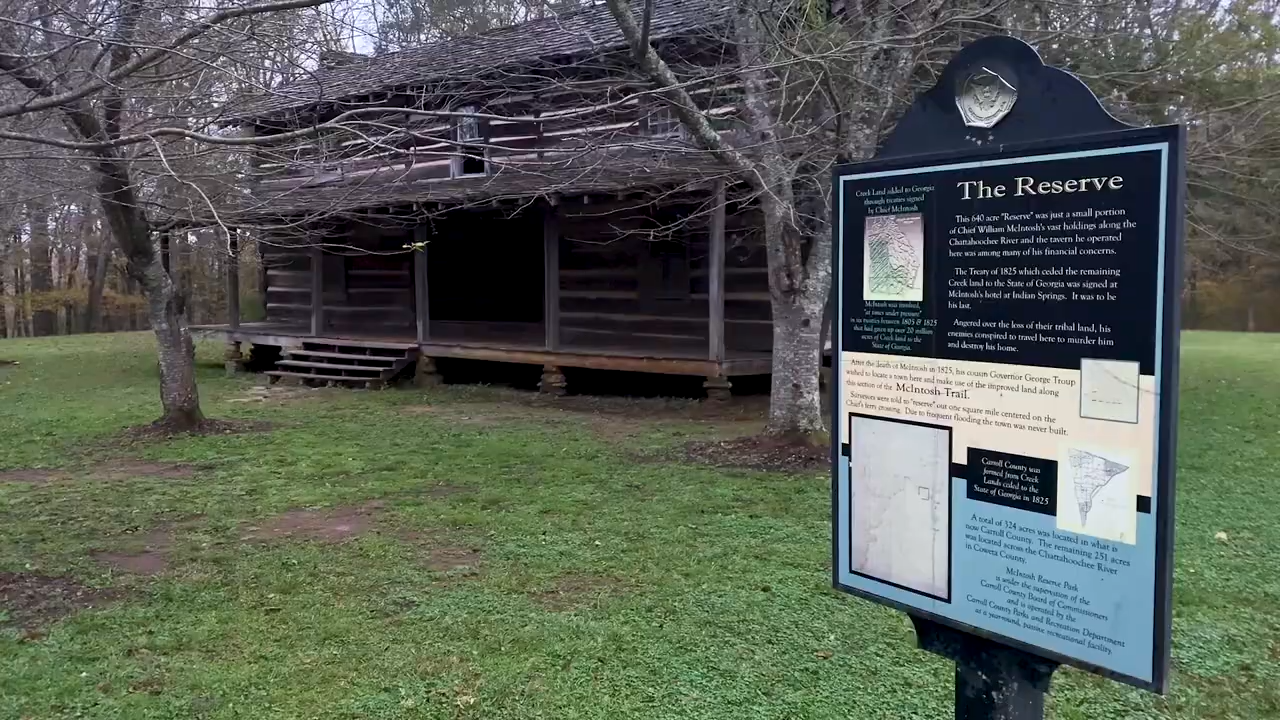 The Reserve
Creek Land added to Georgia
through treaties signed
by Chief McIntosh
McIntosh was involved,
"at times under pressure"
in six treaties between 1805 & 1825
that had given up over 20 million
acres of Creek land to the
State of Georgia.
This 640 acre "Reserve" was just a small portion
of Chief William McIntosh's vast holdings along the
Chattahoochee River and the tavern he operated
here was among many of his financial concerns.
The Treaty of 1825 which ceded the remaining
Creek land to the State of Georgia was signed at
McIntosh's hotel at Indian Springs. It was to be
his last.
Angered over the loss of their tribal land, his
enemies conspired to travel here to murder him
and destroy his home.
After the death of McIntosh in 1825, his cousin Governor George Troup
wished to locate a town here and make use of the improved land along
this section of the McIntosh Trail.
Surveyors were told to "reserve" out one square mile centered on the
Chief's ferry crossing. Due to frequent flooding the town was never built.
Carroll County was
formed from Creek
Lands ceded to the
State of Georgia in 1825
A total of 324 acres was located in what is
now Carroll County. The remaining 251 acres
was located across the Chattahoochee River
in Coweta County.
McIntosh Reserve Park
is under the supervision of the
Carroll County Board of Commissioners
and is operated by the
Carroll County Parks and Recreation Department
as a year-round, passive recreational facility.